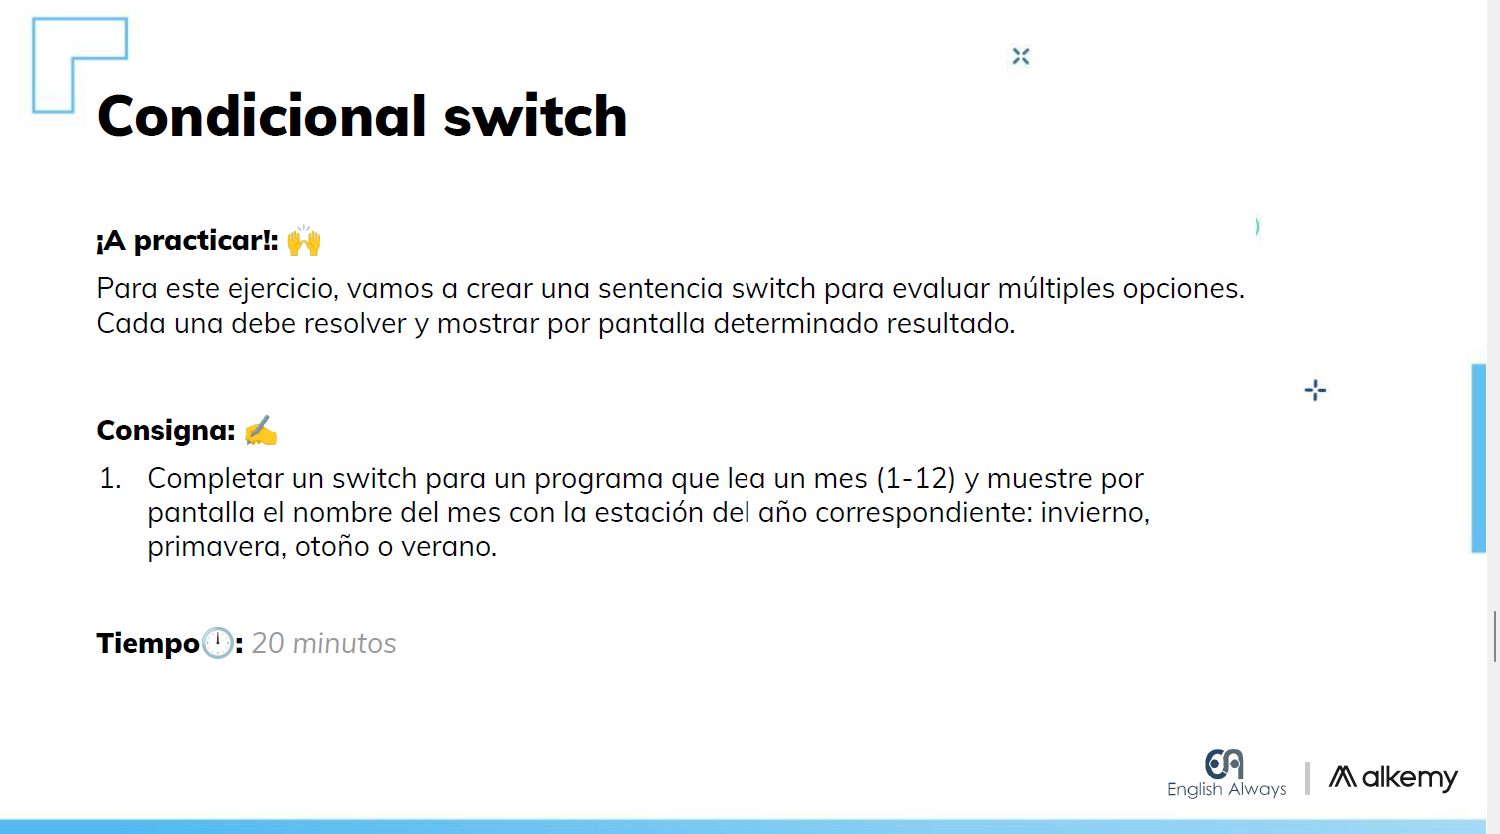 Condicional switch
¡A practicar!: 🙌
Para este ejercicio, vamos a crear una sentencia switch para evaluar múltiples opciones.
Cada una debe resolver y mostrar por pantalla determinado resultado.
Consigna: ✍️
1. Completar un switch para un programa que lea un mes (1-12) y muestre por
pantalla el nombre del mes con la estación del año correspondiente: invierno,
primavera, otoño o verano.
Tiempo🕛: 20 minutos
EA
English Always
alkemy